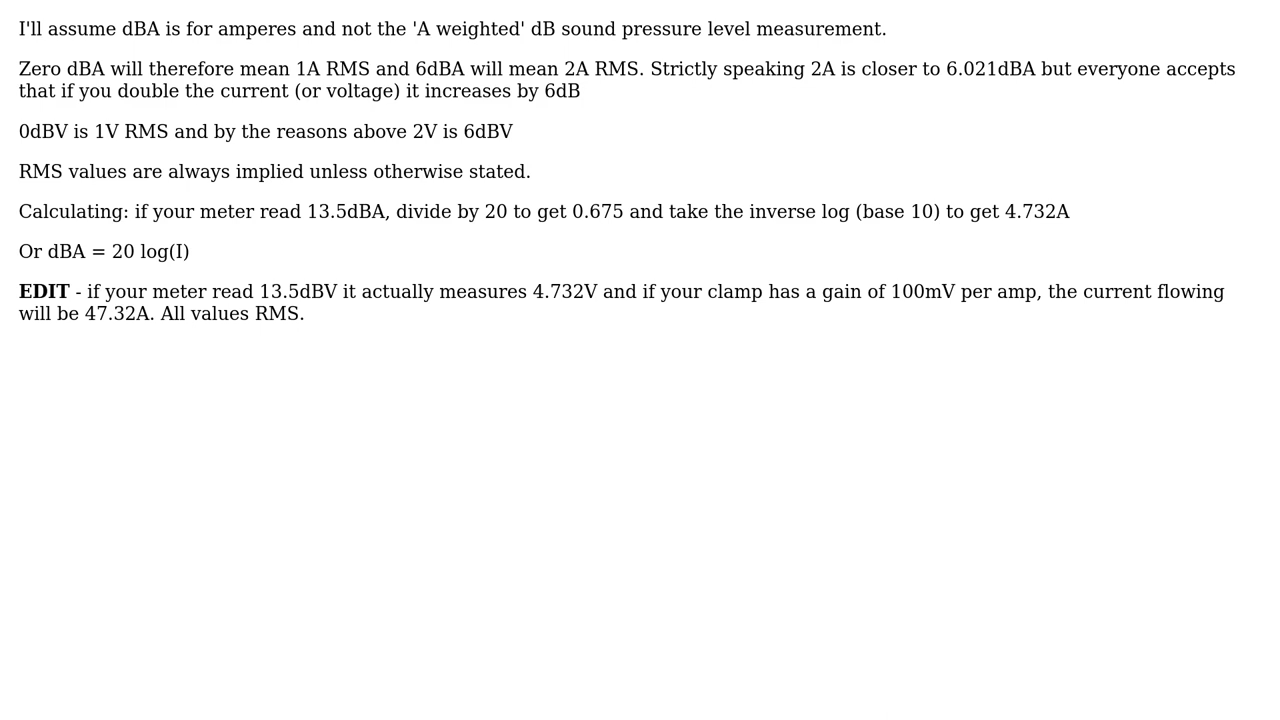 I'll assume dBA is for amperes and not the 'A weighted' dB sound pressure level measurement.
Zero dBA will therefore mean 1A RMS and 6dBA will mean 2A RMS. Strictly speaking 2A is closer to 6.021dBA but everyone accepts
that if you double the current (or voltage) it increases by 6dB
0dBV is 1V RMS and by the reasons above 2V is 6dBV
RMS values are always implied unless otherwise stated.
Calculating: if your meter read 13.5dBA, divide by 20 to get 0.675 and take the inverse log (base 10) to get 4.732A
Or dBA = 20 log(I)
EDIT - if your meter read 13.5dBV it actually measures 4.732V and if your clamp has a gain of 100mV per amp, the current flowing
will be 47.32A. All values RMS.